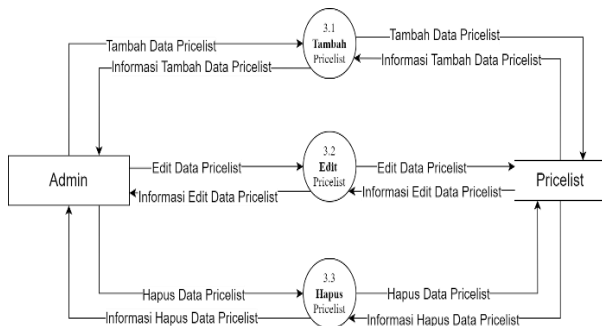 3.1
Tambah
Pricelist
Tambah Data Pricelist
Tambah Data Pricelist
Informasi Tambah Data Pricelist
Informasi Tambah Data Pricelist
Admin
3.2
Edit
Pricelist
Edit Data Pricelist
Edit Data Pricelist
Informasi Edit Data Pricelist
Informasi Edit Data Pricelist
Pricelist
3.3
Hapus
Pricelist
Hapus Data Pricelist
Hapus Data Pricelist
Informasi Hapus Data Pricelist
Informasi Hapus Data Pricelist